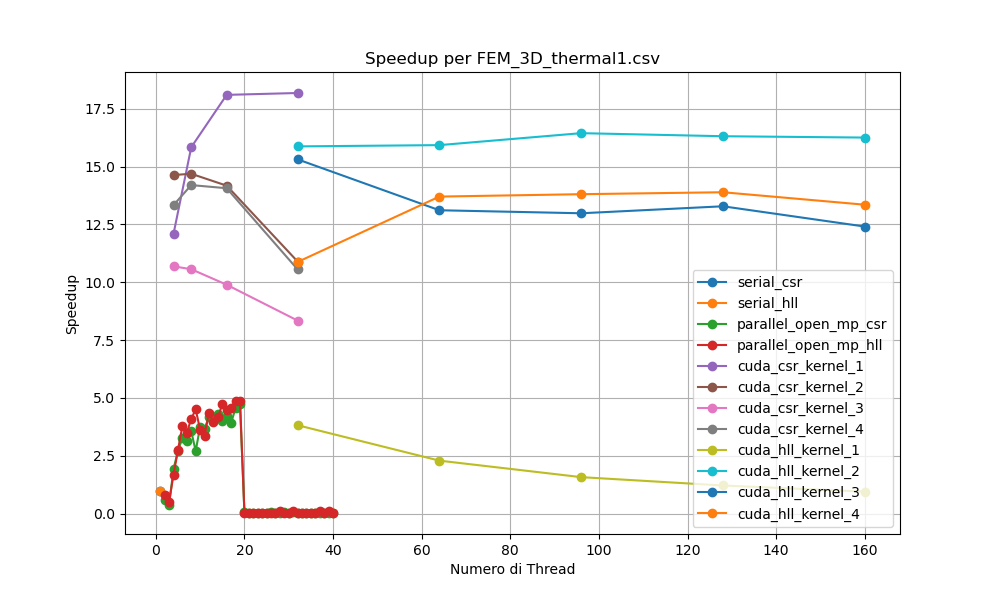 Speedup per FEM_3D_thermal1.csv
17.5
15.0
12.5
10.0
7.5
5.0
2.5
0.0
Speedup
serial_csr
serial_hll
parallel_open_mp_csr
parallel_open_mp_hll
cuda_csr_kernel_1
cuda_csr_kernel_2
cuda_csr_kernel_3
cuda_csr_kernel_4
cuda_hll_kernel_1
cuda_hll_kernel_2
cuda_hll_kernel_3
cuda_hll_kernel_4
0 20 40 60 80 100 120 140 160
Numero di Thread